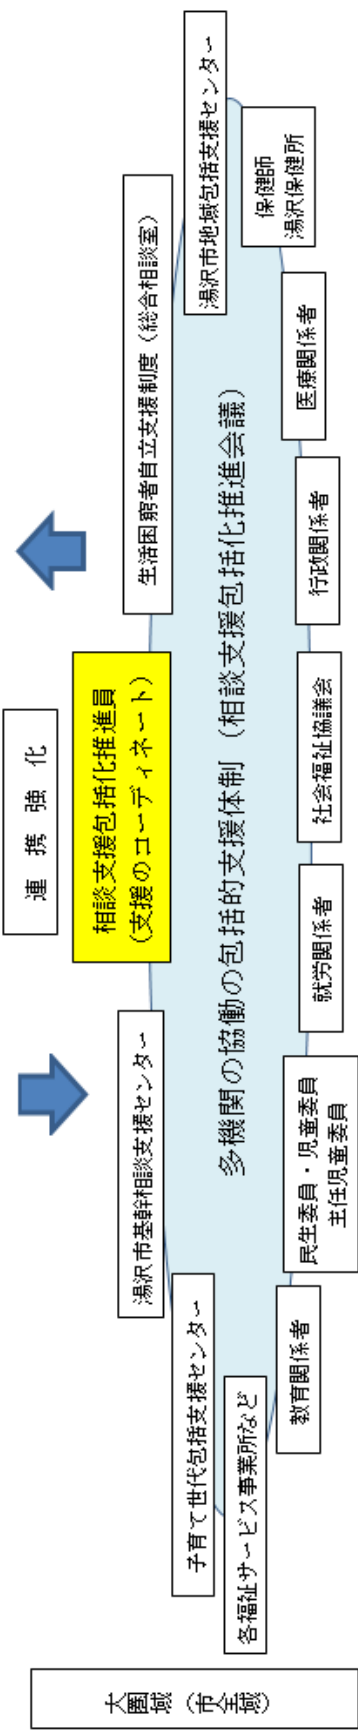 大圏域（市全域）
連携強化
相談支援包括化推進員
（支援のコーディネート）
湯沢市基幹相談支援センター
生活困窮者自立支援制度（総合相談室）
子育て世代包括支援センター
湯沢市地域包括支援センター
多機関の協働の包括的支援体制（相談支援包括化推進会議）
各福祉サービス事業所など
教育関係者
民生委員・児童委員
主任児童委員
就労関係者
社会福祉協議会
行政関係者
医療関係者
保健師
湯沢保健所